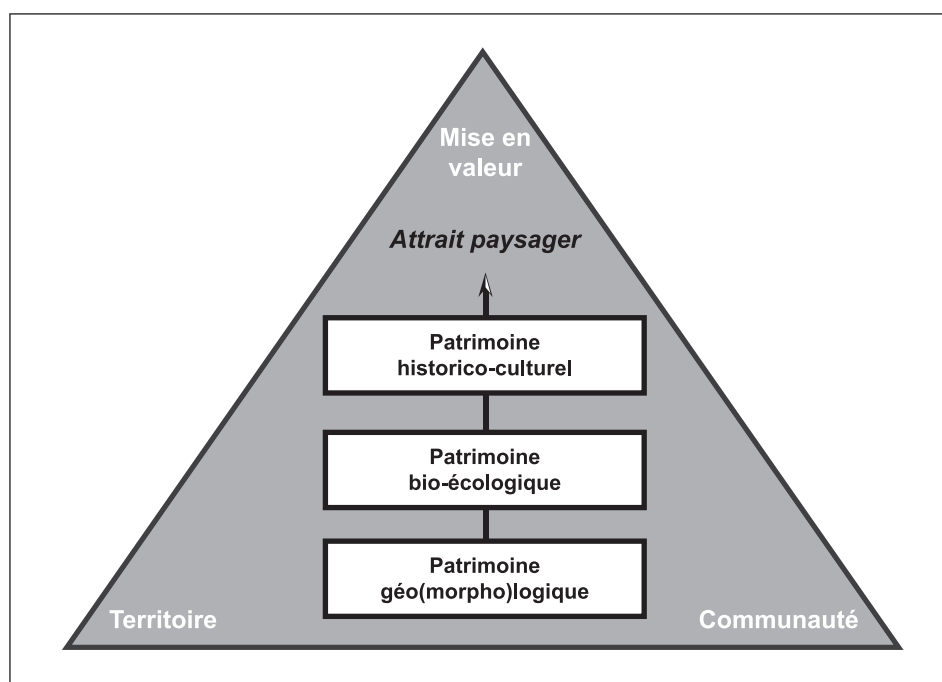 Mise en
valeur
Attrait paysager
Patrimoine
historico-culturel
Patrimoine
bio-écologique
Patrimoine
géo(morpho)logique
Territoire
Communauté